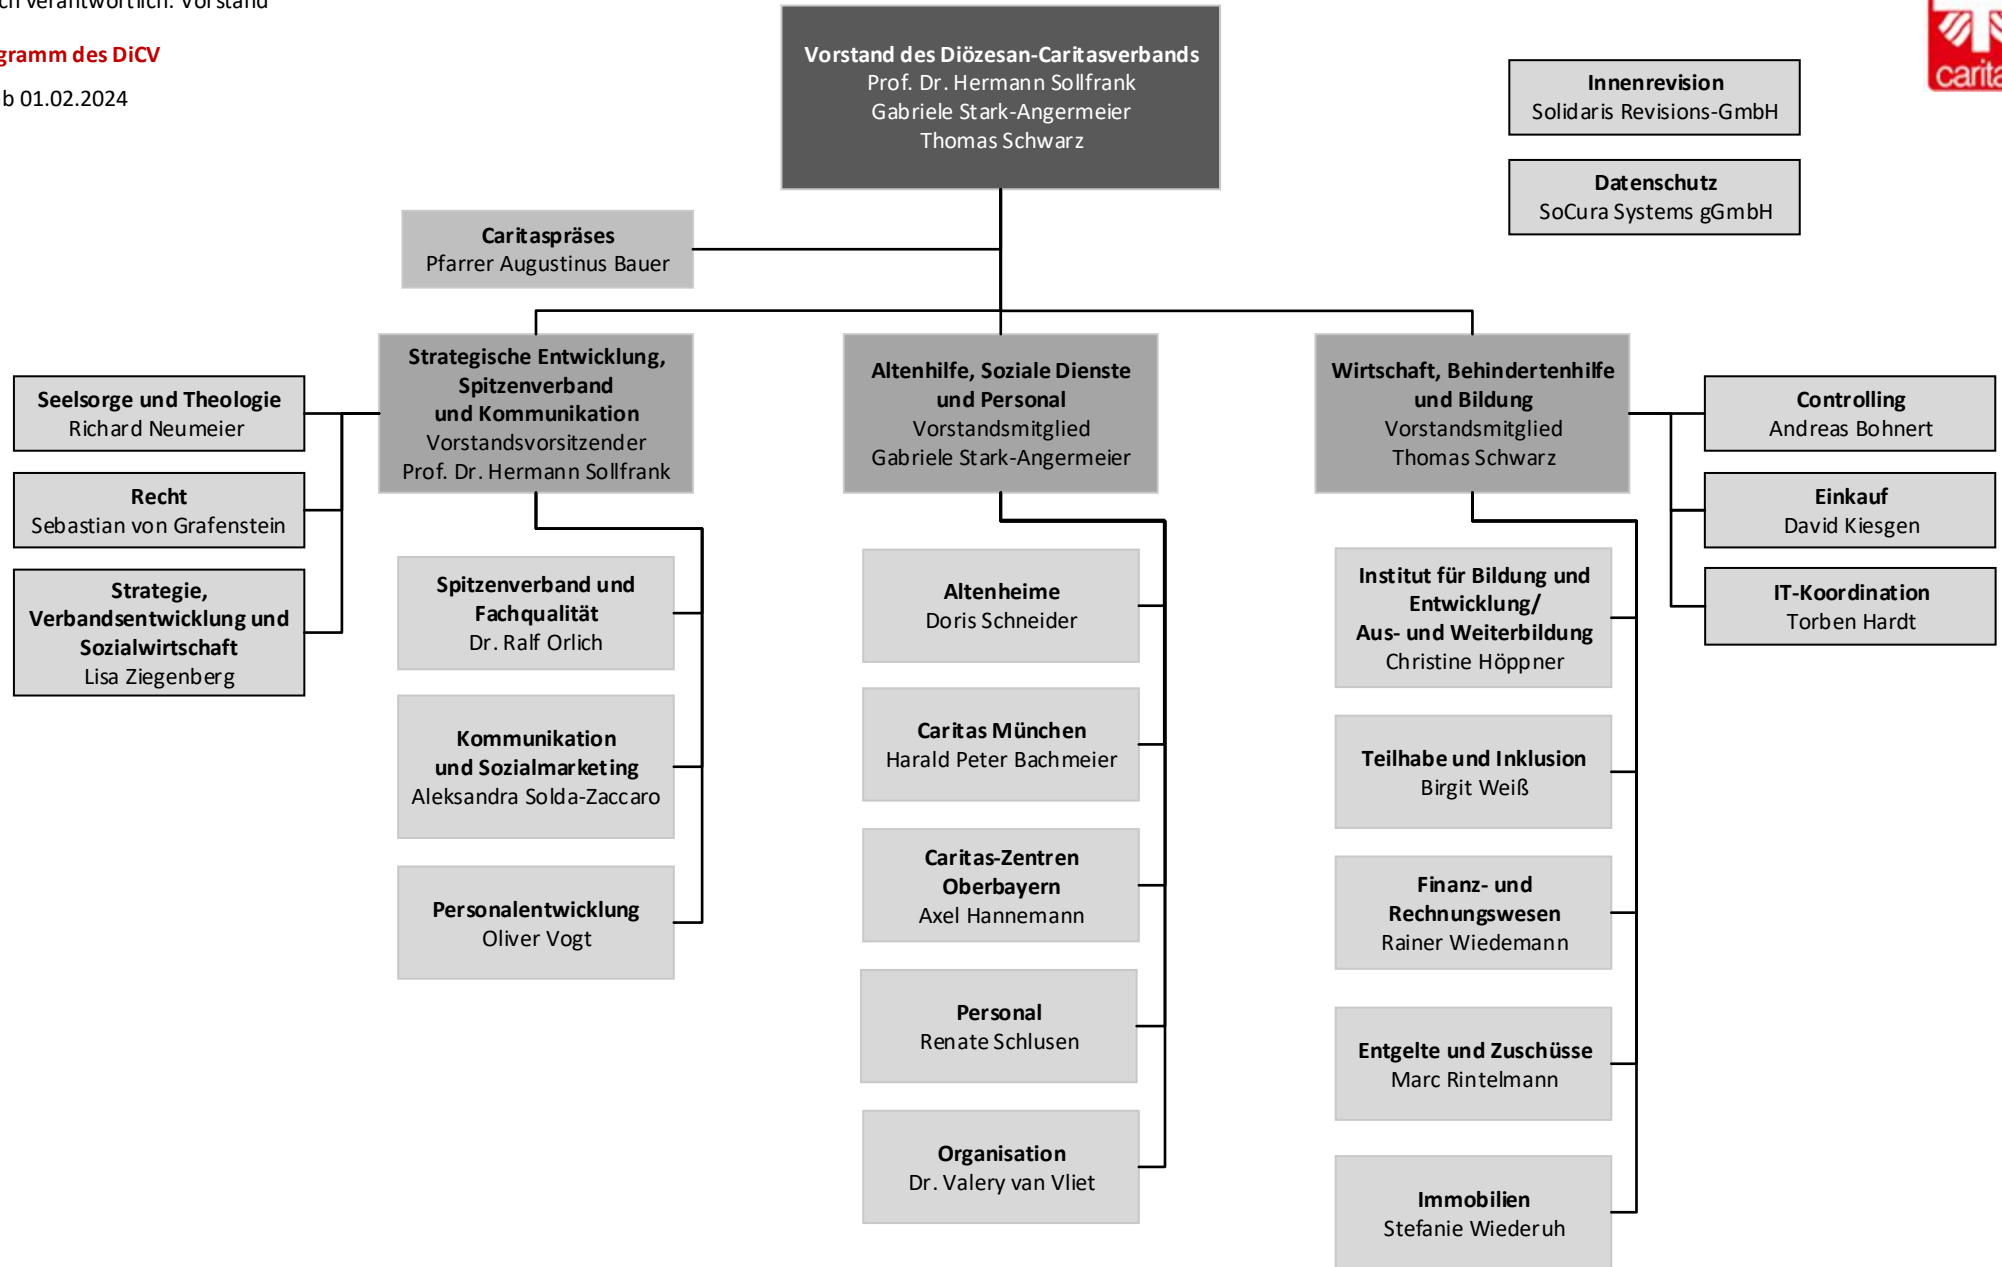 Vorstand
gramm des DiCV
01.02.2024
carita
Vorstand des Diözesan-Caritasverbands
Prof. Dr. Hermann Sollfrank
Gabriele Stark-Angermeier
Thomas Schwarz
Innenrevision
Solidaris Revisions-GmbH
Datenschutz
SoCura Systems gGmbH
Caritaspräses
Pfarrer Augustinus Bauer
Strategische Entwicklung,
Spitzenverband
und Kommunikation
Vorstandsvorsitzender
Prof. Dr. Hermann Sollfrank
Altenhilfe, Soziale Dienste
und Personal
Vorstandsmitglied
Gabriele Stark-Angermeier
Wirtschaft, Behindertenhilfe
und Bildung
Vorstandsmitglied
Thomas Schwarz
Seelsorge und Theologie
Richard Neumeier
Recht
Sebastian von Grafenstein
Strategie,
Verbandsentwicklung und
Sozialwirtschaft
Lisa Ziegenberg
Controlling
Andreas Bohnert
Einkauf
David Kiesgen
IT-Koordination
Torben Hardt
Spitzenverband und
Fachqualität
Dr. Ralf Orlich
Kommunikation
und Sozialmarketing
Aleksandra Solda-Zaccaro
Personalentwicklung
Oliver Vogt
Altenheime
Doris Schneider
Caritas München
Harald Peter Bachmeier
Caritas-Zentren
Oberbayern
Axel Hannemann
Personal
Renate Schlusen
Organisation
Dr. Valery van Vliet
Institut für Bildung und
Entwicklung/
Aus- und Weiterbildung
Christine Höppner
Teilhabe und Inklusion
Birgit Weiß
Finanz- und
Rechnungswesen
Rainer Wiedemann
Entgelte und Zuschüsse
Marc Rintelmann
Immobilien
Stefanie Wiederuh